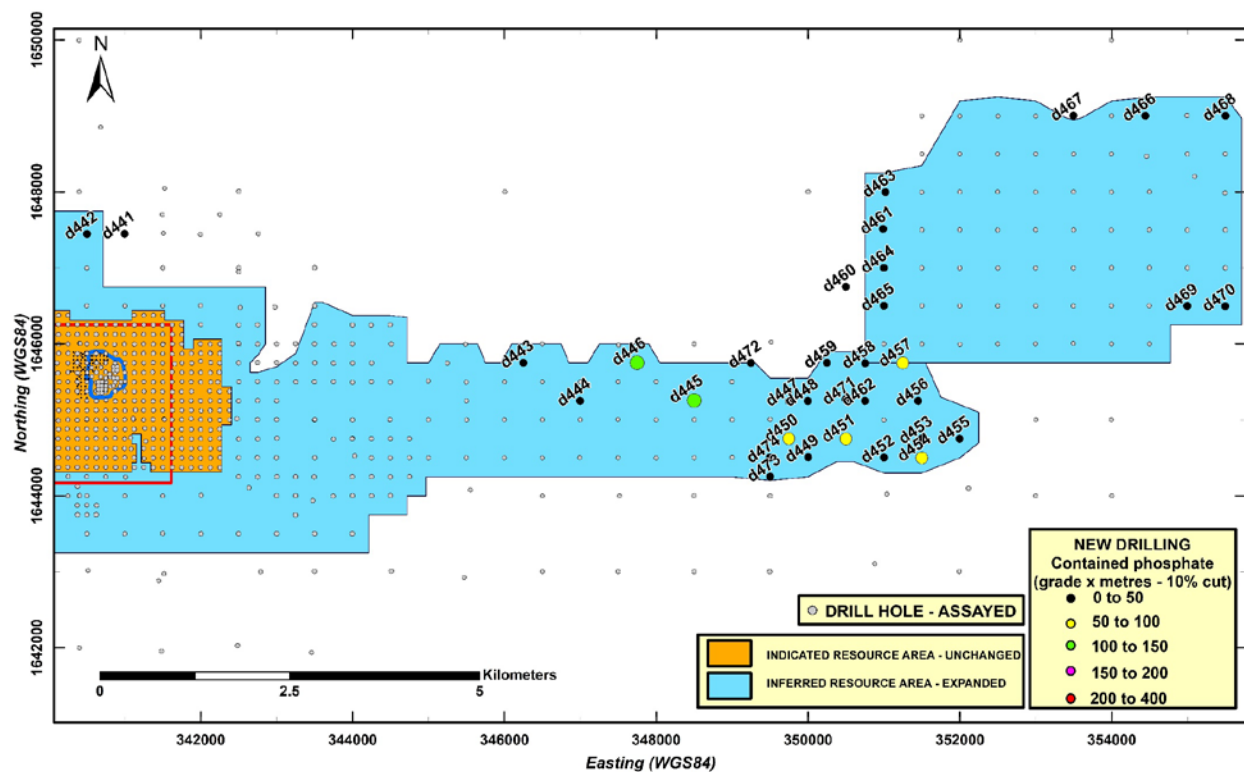 1650000
1648000
1646000
1644000
1642000
Northing (WGS84)
N
d467
d466
d468
d463
d442
d441
d461
d464
d460
d465
d469
d470
d443
d446
d472
d459
d458
d457
d444
d445
d447
d448
d471
d462
d456
d450
d451
d453
d455
d474
d449
d452
d454
d473
NEW DRILLING
Contained phosphate
(grade x metres - 10% cut)
0 to 50
50 to 100
100 to 150
150 to 200
200 to 400
DRILL HOLE - ASSAYED
INDICATED RESOURCE AREA - UNCHANGED
INFERRED RESOURCE AREA - EXPANDED
Kilometers
0 2.5 5
342000 344000 346000 348000 350000 352000 354000
Easting (WGS84)